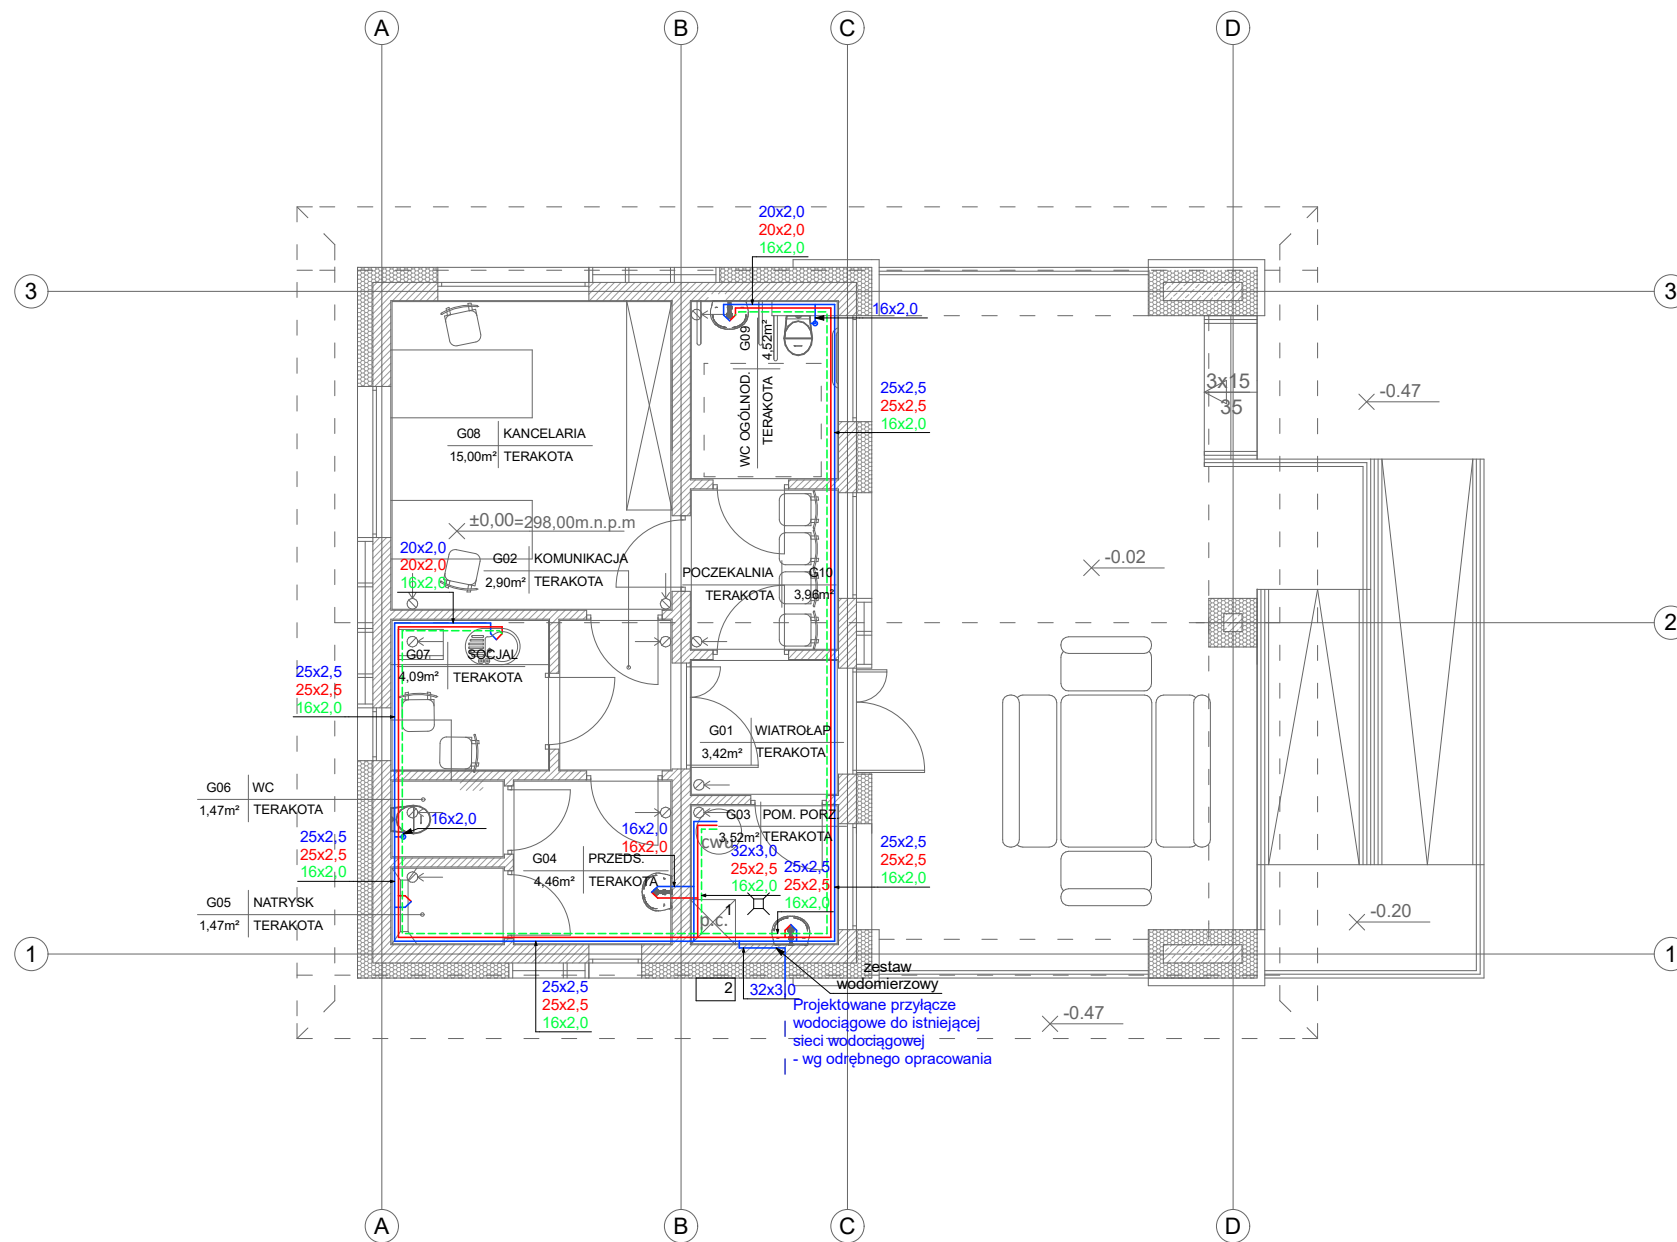 A
B
C
D
20x2,0
20x2,0
16x2,0
3
3
16x2,0
G09
4,52m²
WC OGÓLNOD.
TERAKOTA
25x2,5
25x2,5
16x2,0
3x15
35
-0.47
G08
KANCELARIA
15,00m²
TERAKOTA
±0,00=298,00m.n.p.m
20x2,0
20x2,0
16x2,0
G02
KOMUNIKACJA
2,90m²
TERAKOTA
POCZEKALNIA
G10
TERAKOTA
3,96m²
-0.02
2
G07
SOCJAL
4,09m²
TERAKOTA
25x2,5
25x2,5
16x2,0
G01
WIATROŁAP
3,42m²
TERAKOTA
G06
WC
1,47m²
TERAKOTA
16x2,0
16x2,0
16x2,0
G03
POM. PORZ.
3,52m²
TERAKOTA
cwu
25x2,5
25x2,5
16x2,0
G04
PRZEDS.
4,46m²
TERAKOTA
32x3,0
25x2,5
16x2,0
25x2,5
25x2,5
16x2,0
25x2,5
25x2,5
16x2,0
G05
NATRYSK
1,47m²
TERAKOTA
1
p.c.
-0.20
1
1
zestaw
wodomierzowy
25x2,5
25x2,5
16x2,0
2
32x3,0
Projektowane przyłącze
wodociągowe do istniejącej
sieci wodociągowej
- wg odrębnego opracowania
-0.47
A
B
C
D